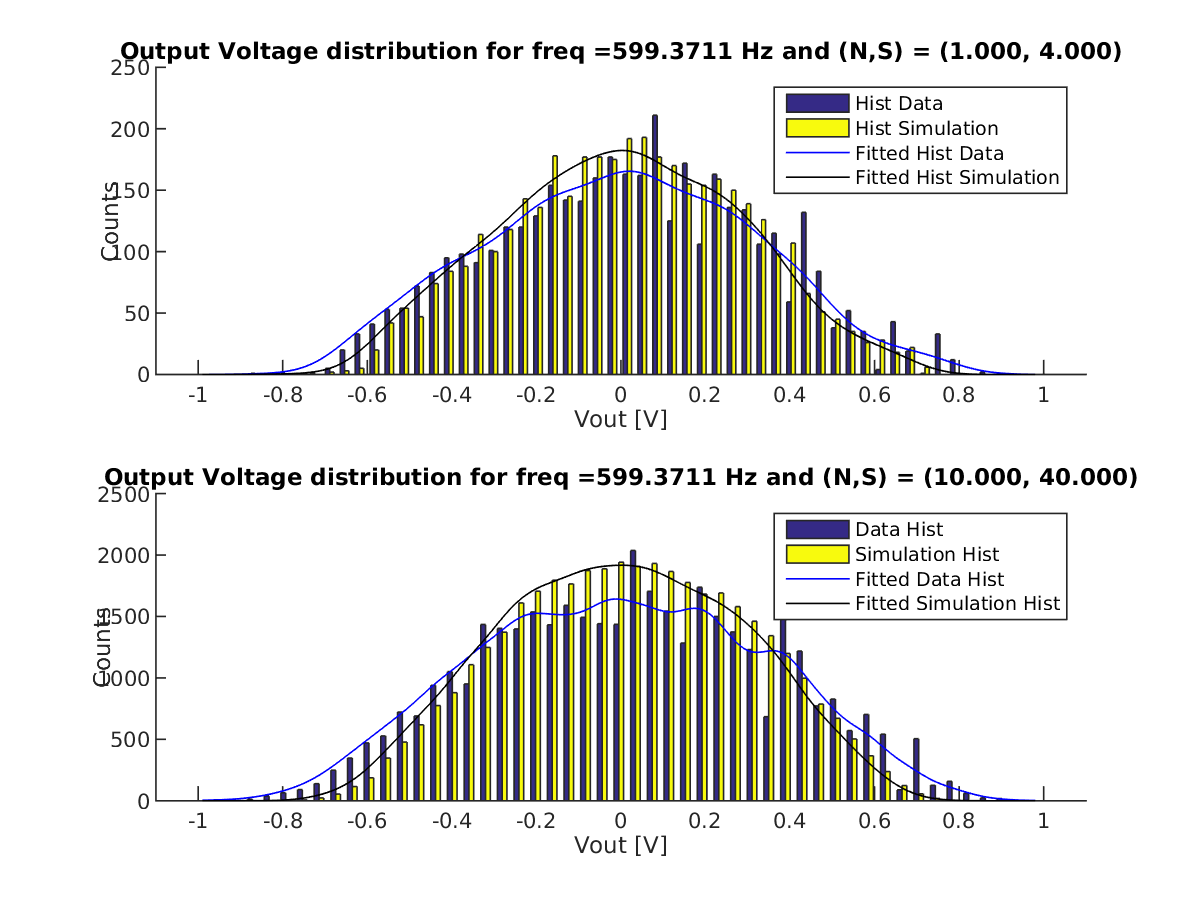 Output Voltage distribution for freq =599.3711 Hz and (N,S) = (1.000, 4.000)
250
200
150
100
50
0
Counts
Hist Data
Hist Simulation
Fitted Hist Data
Fitted Hist Simulation
-1 -0.8 -0.6 -0.4 -0.2 0 0.2 0.4 0.6 0.8 1
Vout [V]
Output Voltage distribution for freq =599.3711 Hz and (N,S) = (10.000, 40.000)
2500
2000
1500
1000
500
0
Counts
Data Hist
Simulation Hist
Fitted Data Hist
Fitted Simulation Hist
-1 -0.8 -0.6 -0.4 -0.2 0 0.2 0.4 0.6 0.8 1
Vout [V]